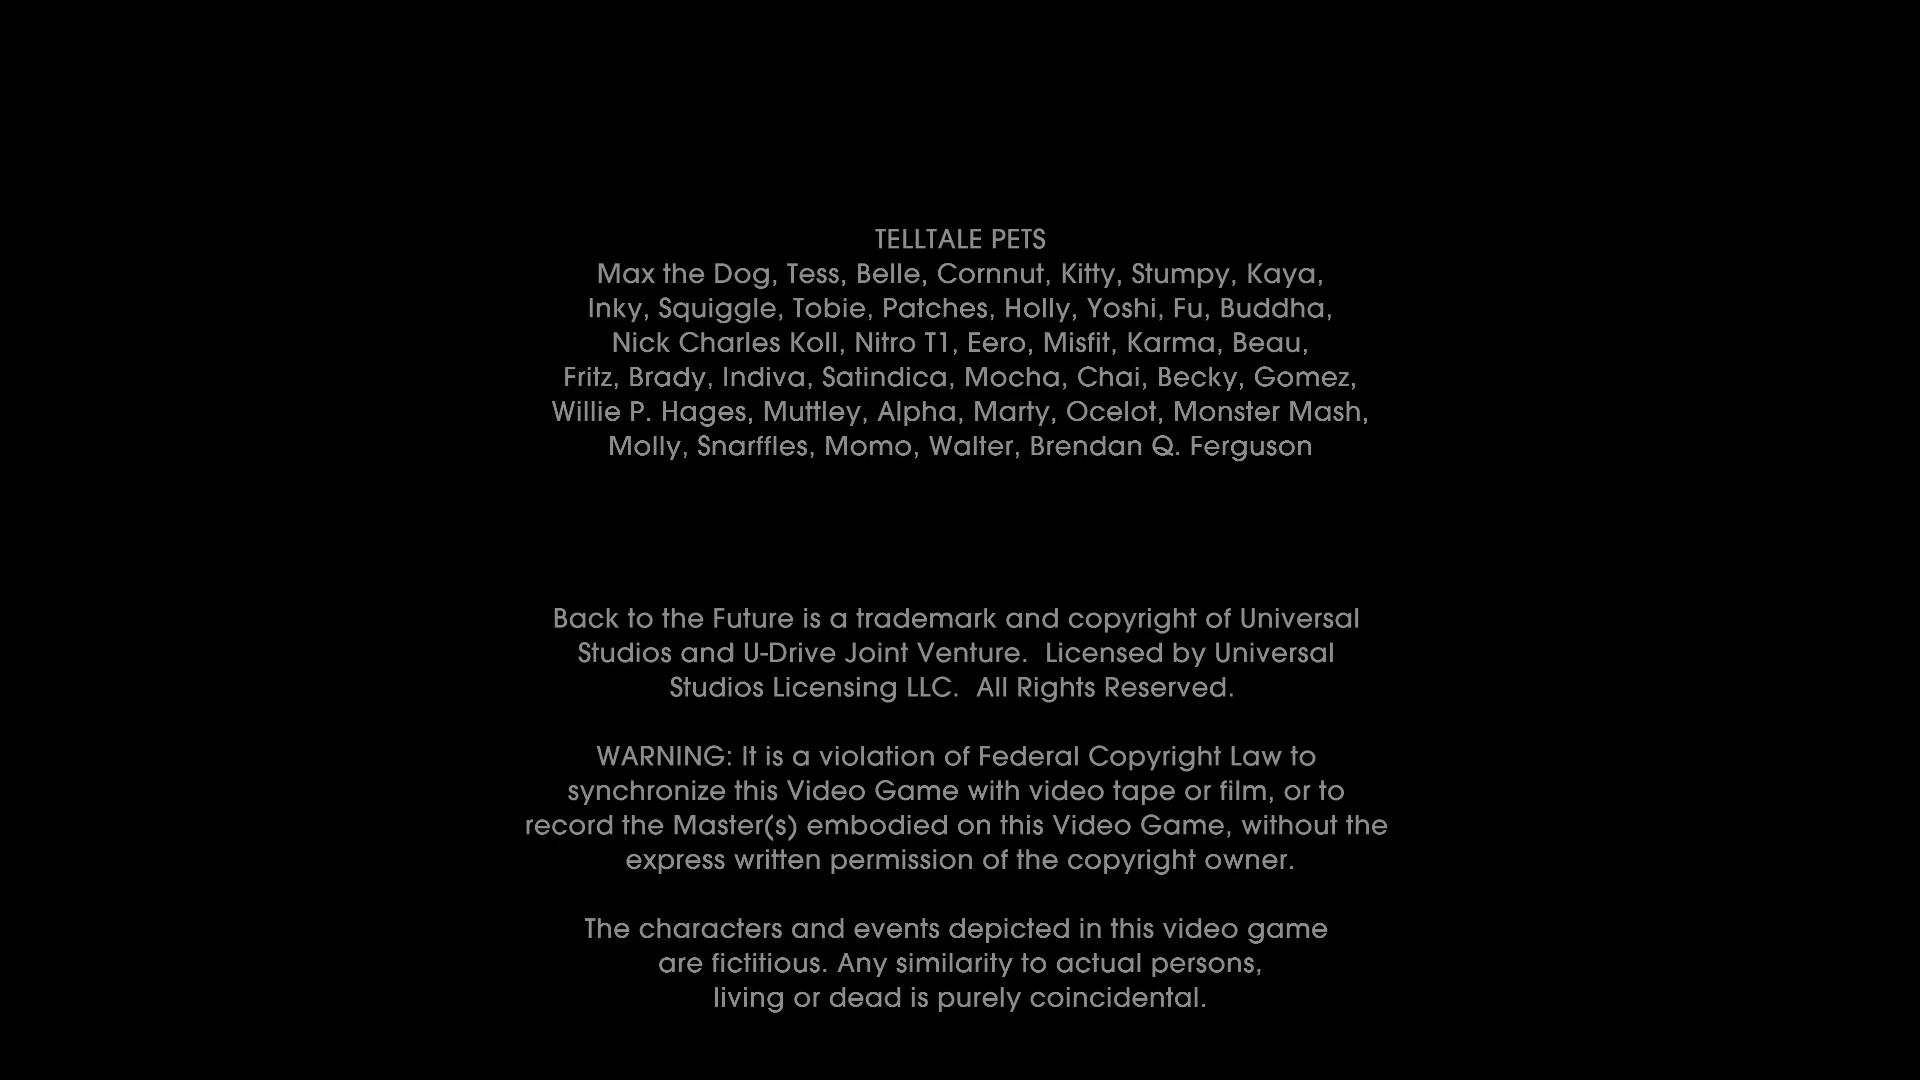 TELLTALE PETS
Max the Dog, Tess, Belle, Cornnut, Kitty, Stumpy, Kaya,
Inky, Squiggle, Tobie, Patches, Holly, Yoshi, Fu, Buddha,
Nick Charles Koll, Nitro T1, Eero, Misfit, Karma, Beau,
Fritz, Brady, Indiva, Satindica, Mocha, Chai, Becky, Gomez,
Willie P. Hages, Muttley, Alpha, Marty, Ocelot, Monster Mash,
Molly, Snarffles, Momo, Walter, Brendan Q. Ferguson
Back to the Future is a trademark and copyright of Universal
Studios and U-Drive Joint Venture.  Licensed by Universal
Studios Licensing LLC.  All Rights Reserved.
WARNING: It is a violation of Federal Copyright Law to
synchronize this Video Game with video tape or film, or to
record the Master(s) embodied on this Video Game, without the
express written permission of the copyright owner.
The characters and events depicted in this video game
are fictitious. Any similarity to actual persons,
living or dead is purely coincidental.